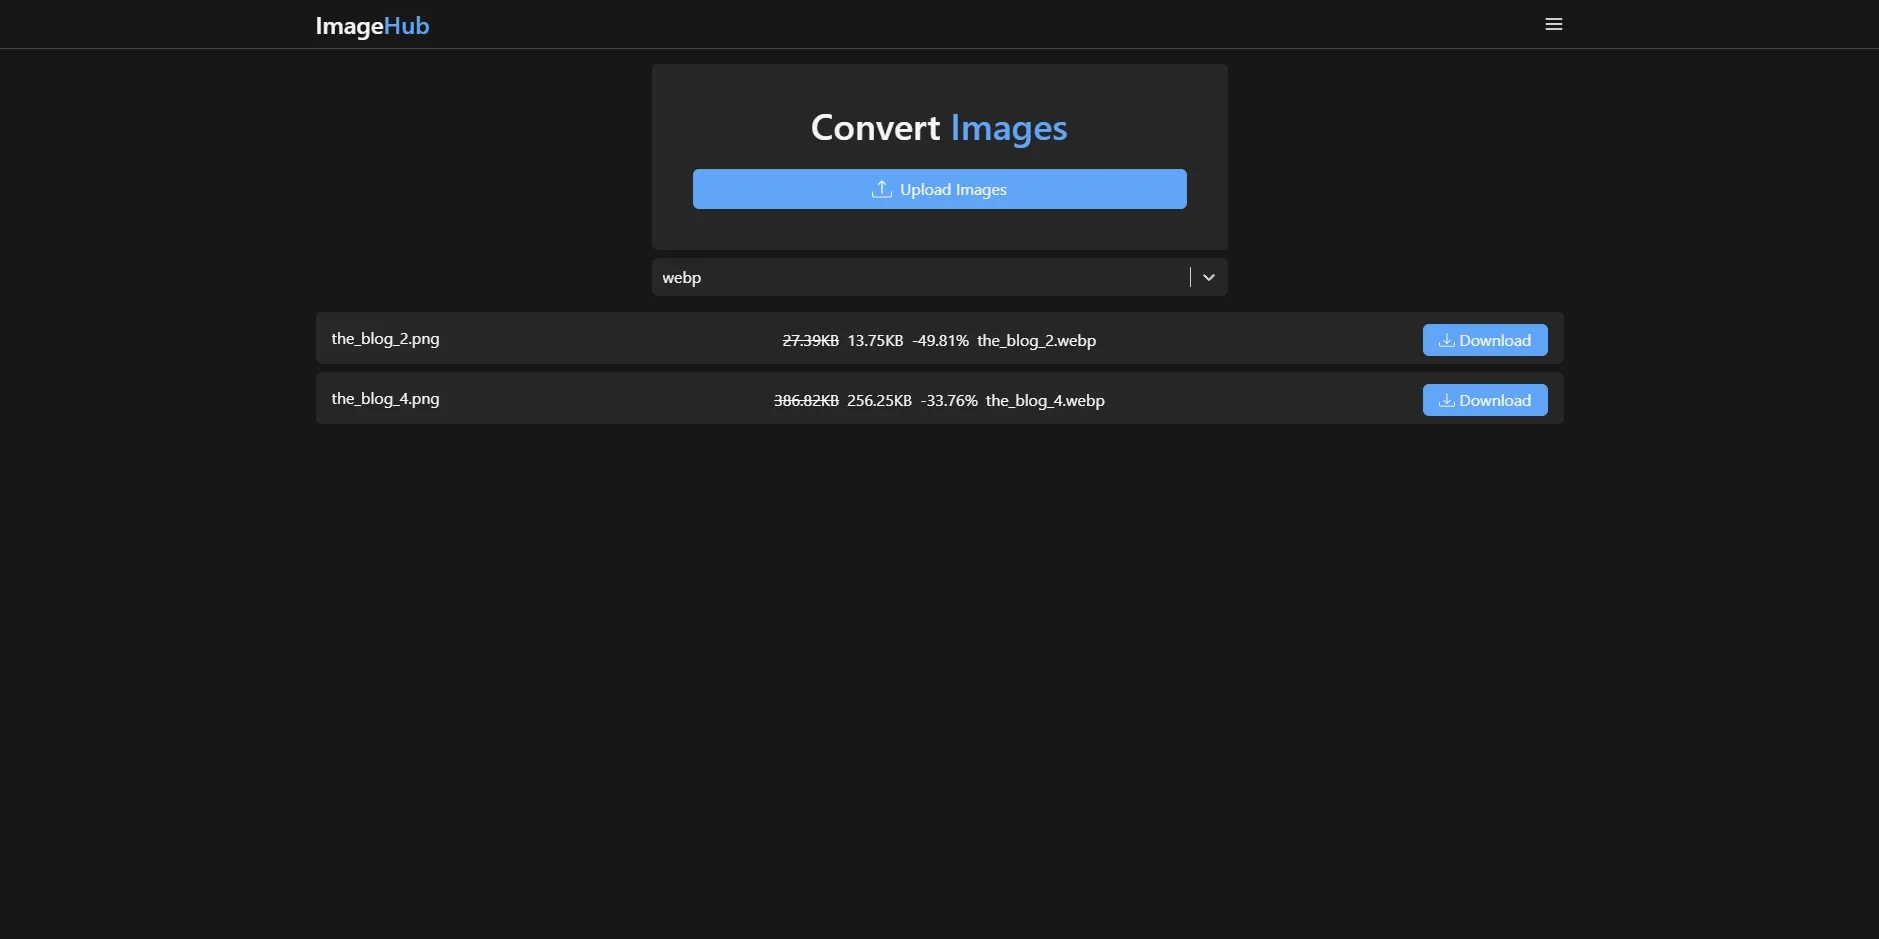 ImageHub
Convert Images
Upload Images
webp
the_blog_2.png 27.39KB 13.75KB -49.81% the_blog_2.webp Download
the_blog_4.png 386.82KB 256.25KB -33.76% the_blog_4.webp Download